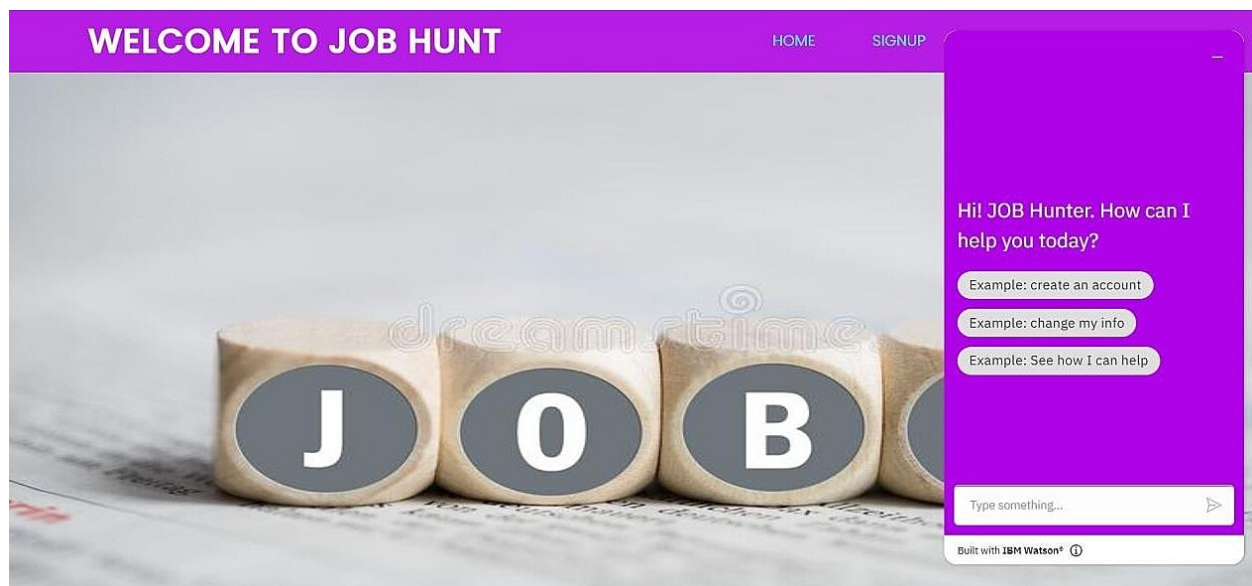 WELCOME TO JOB HUNT
HOME
SIGNUP
Hi! JOB Hunter. How can I
help you today?
Example: create an account
Example: change my info
Example: See how I can help
dreamstime
J O B
Type something...
Built with IBM Watson®